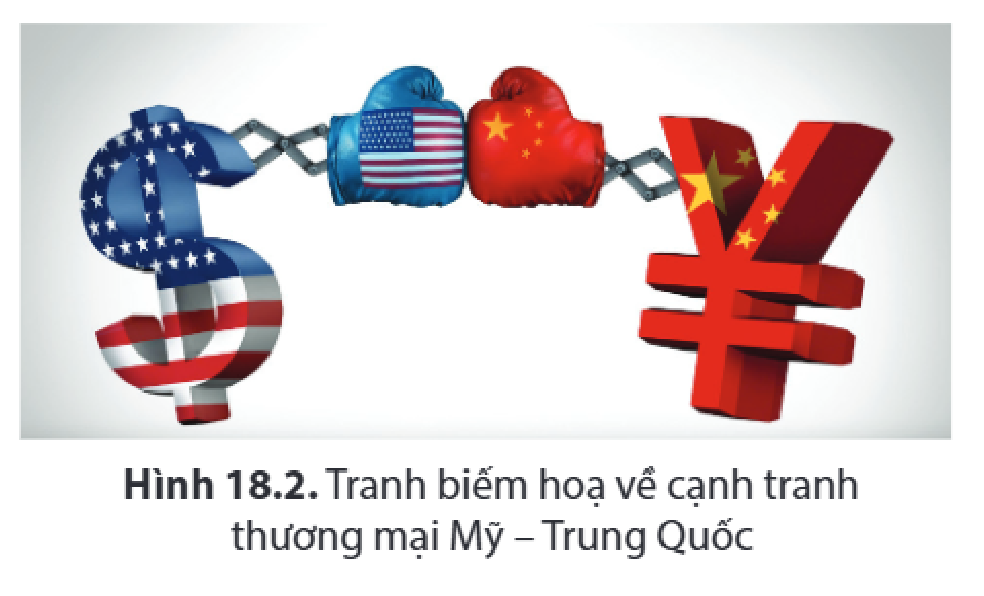 Hình 18.2. Tranh biếm hoạ về cạnh tranh
thương mại Mỹ – Trung Quốc